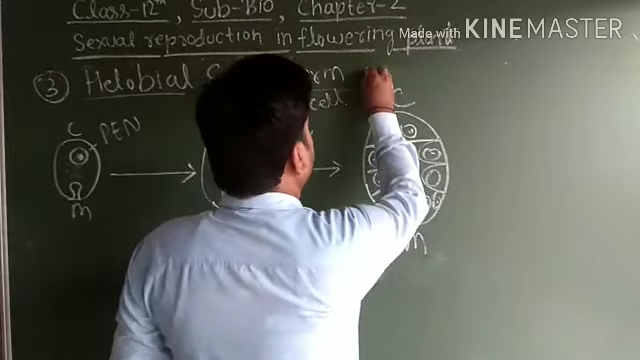 Made with KINEMASTER
Class-12th, Sub-Bio, Chapter-2
Sexual reproduction in flowering plant
③ Helobial
cell.
C PEN
C
M
m